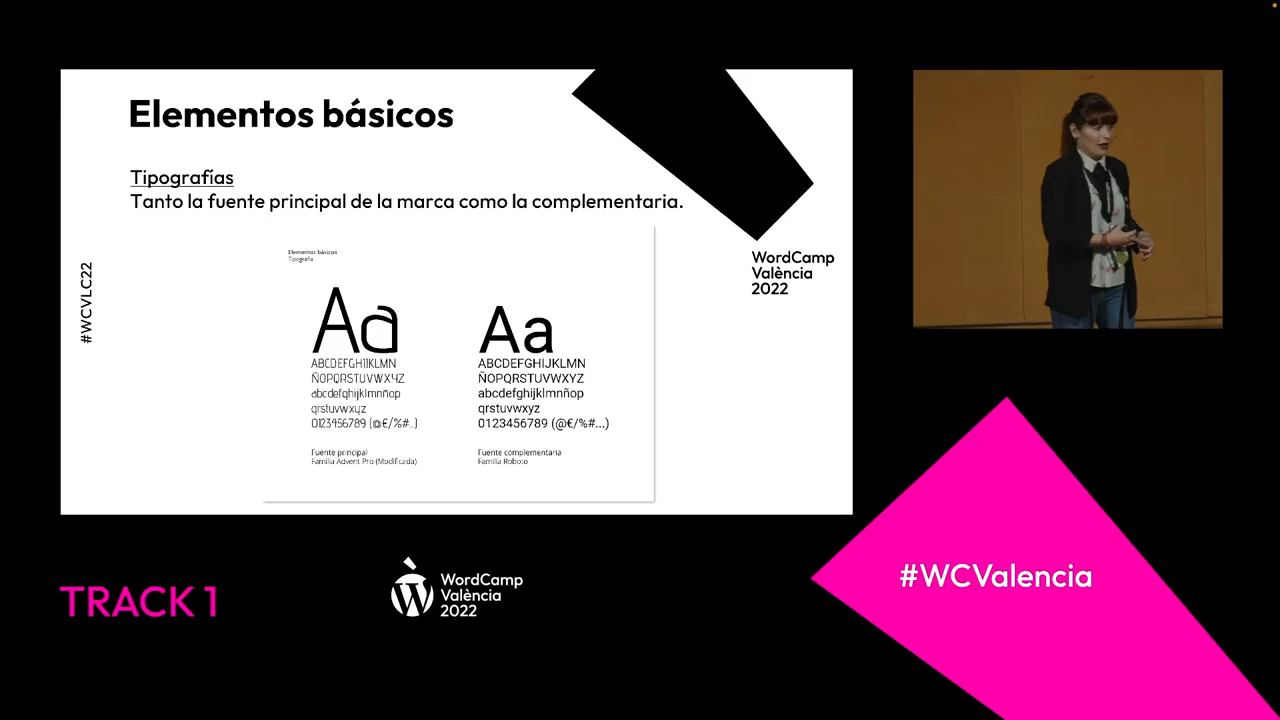 Elementos básicos
Tipografías
Tanto la fuente principal de la marca como la complementaria.
#WCVLC22
WordCamp
València
2022
Elementos básicos
Tipografía
Aa
ABCDEFGHIJKLMN
ÑOPQRSTUVWXYZ
abcdefghijklmnñop
qrstuvwxyz
0123456789 (@€/%#..)
Fuente principal
Familia Advent Pro (Modificada)
Aa
ABCDEFGHIJKLMN
ÑOPQRSTUVWXYZ
abcdefghijklmnñop
qrstuvwxyz
0123456789 (@€/%#...)
Fuente complementaria
Familia Roboto
TRACK 1
WordCamp
València
2022
#WCValencia